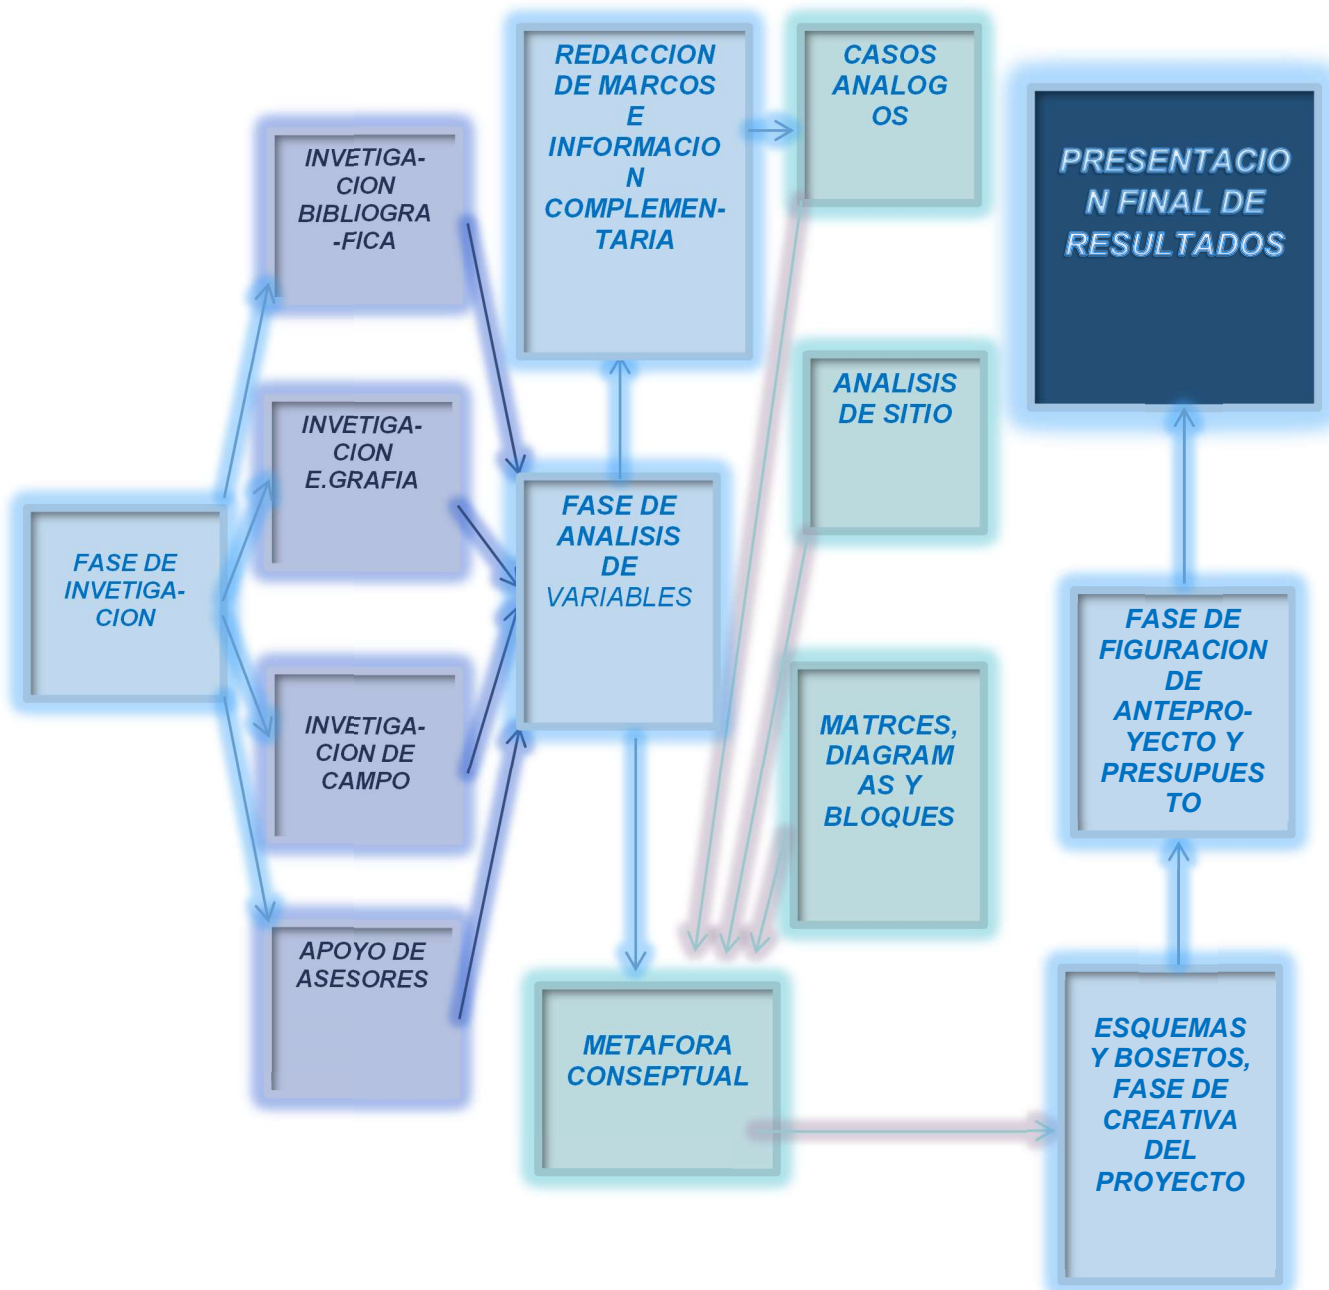 FASE DE
INVETIGA-
CION
INVETIGA-
CION
BIBLIOGRA
-FICA
INVETIGA-
CION
E.GRAFIA
INVETIGA-
CION DE
CAMPO
APOYO DE
ASESORES
REDACCION
DE MARCOS
E
INFORMACIO
N
COMPLEMEN-
TARIA
FASE DE
ANALISIS
DE
VARIABLES
METAFORA
CONSEPTUAL
CASOS
ANALOG
OS
ANALISIS
DE SITIO
MATRCES,
DIAGRAM
AS Y
BLOQUES
PRESENTACIO
N FINAL DE
RESULTADOS
FASE DE
FIGURACION
DE
ANTEPRO-
YECTO Y
PRESUPUES
TO
ESQUEMAS
Y BOSETOS,
FASE DE
CREATIVA
DEL
PROYECTO